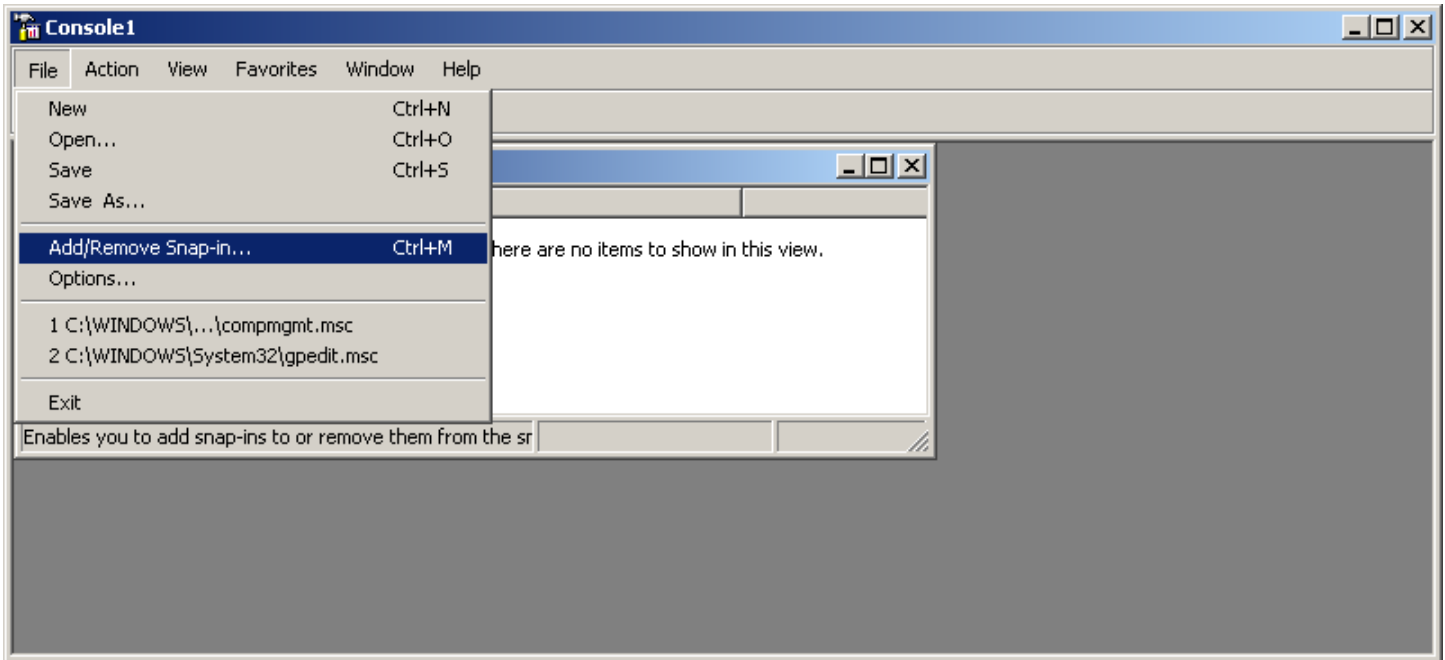 Console1
File Action View Favorites Window Help
New Ctrl+N
Open... Ctrl+O
Save Ctrl+S
Save As...
Add/Remove Snap-in... Ctrl+M
here are no items to show in this view.
Options...
1 C:\WINDOWS\...\compmgmt.msc
2 C:\WINDOWS\System32\gpedit.msc
Exit
Enables you to add snap-ins to or remove them from the sr